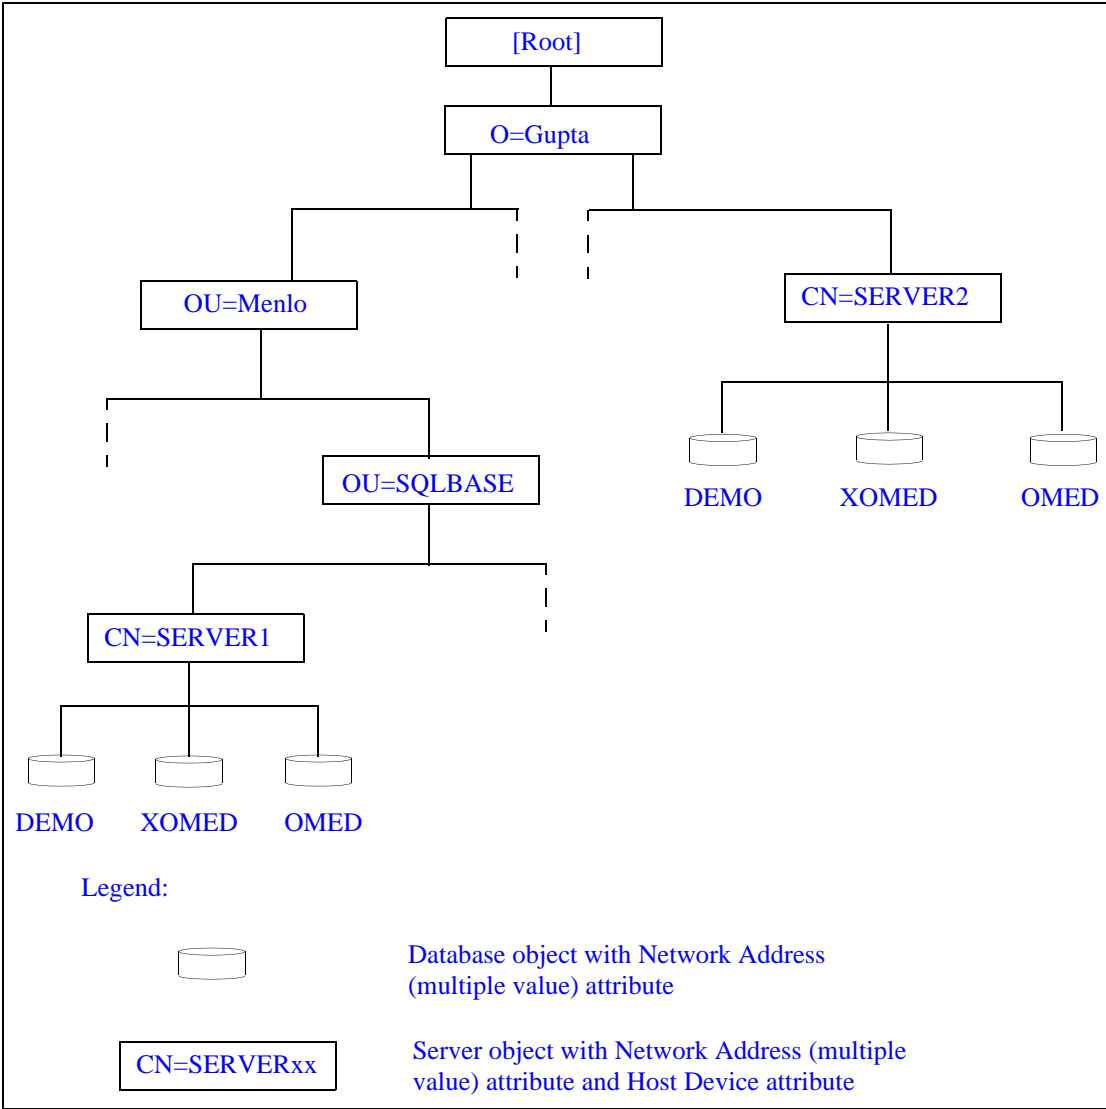 [Root]
O=Gupta
OU=Menlo
CN=SERVER2
OU=SQLBASE
DEMO
XOMED
OMED
CN=SERVER1
DEMO
XOMED
OMED
Legend:
Database object with Network Address
(multiple value) attribute
CN=SERVERxx
Server object with Network Address (multiple
value) attribute and Host Device attribute